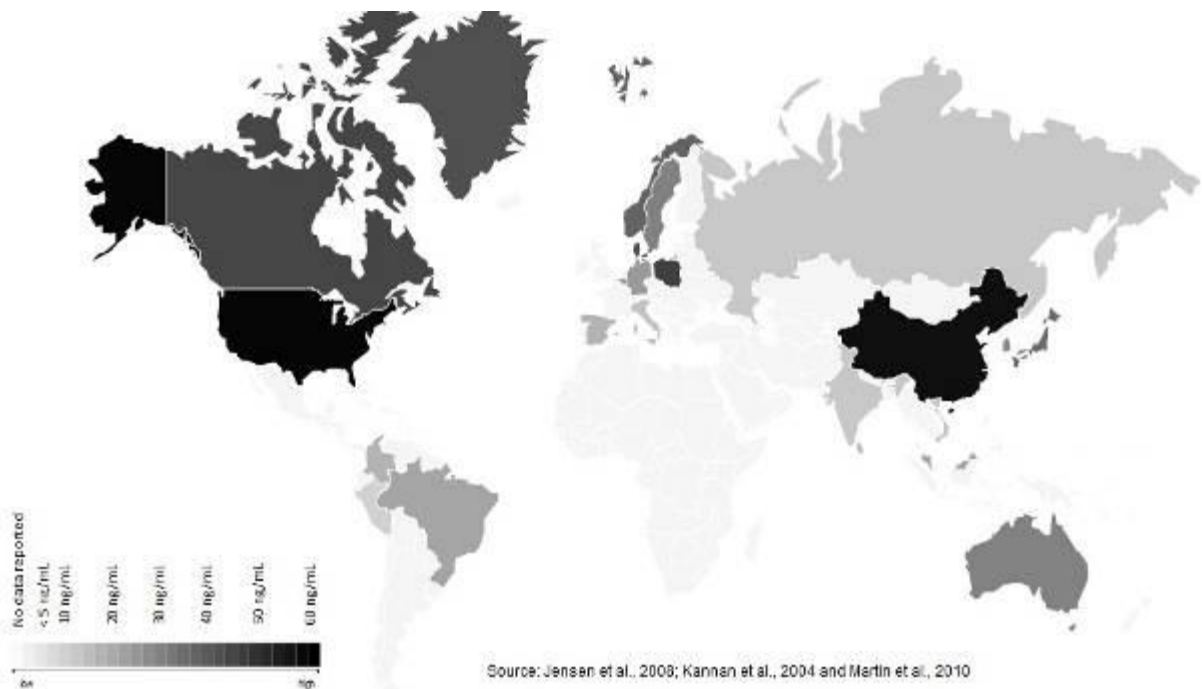 No data reported
< 5 ng/mL
10 ng/mL
20 ng/mL
30 ng/mL
40 ng/mL
50 ng/mL
60 ng/mL
low
High
Source: Jensen et al., 2008; Kannan et al., 2004 and Martin et al., 2010